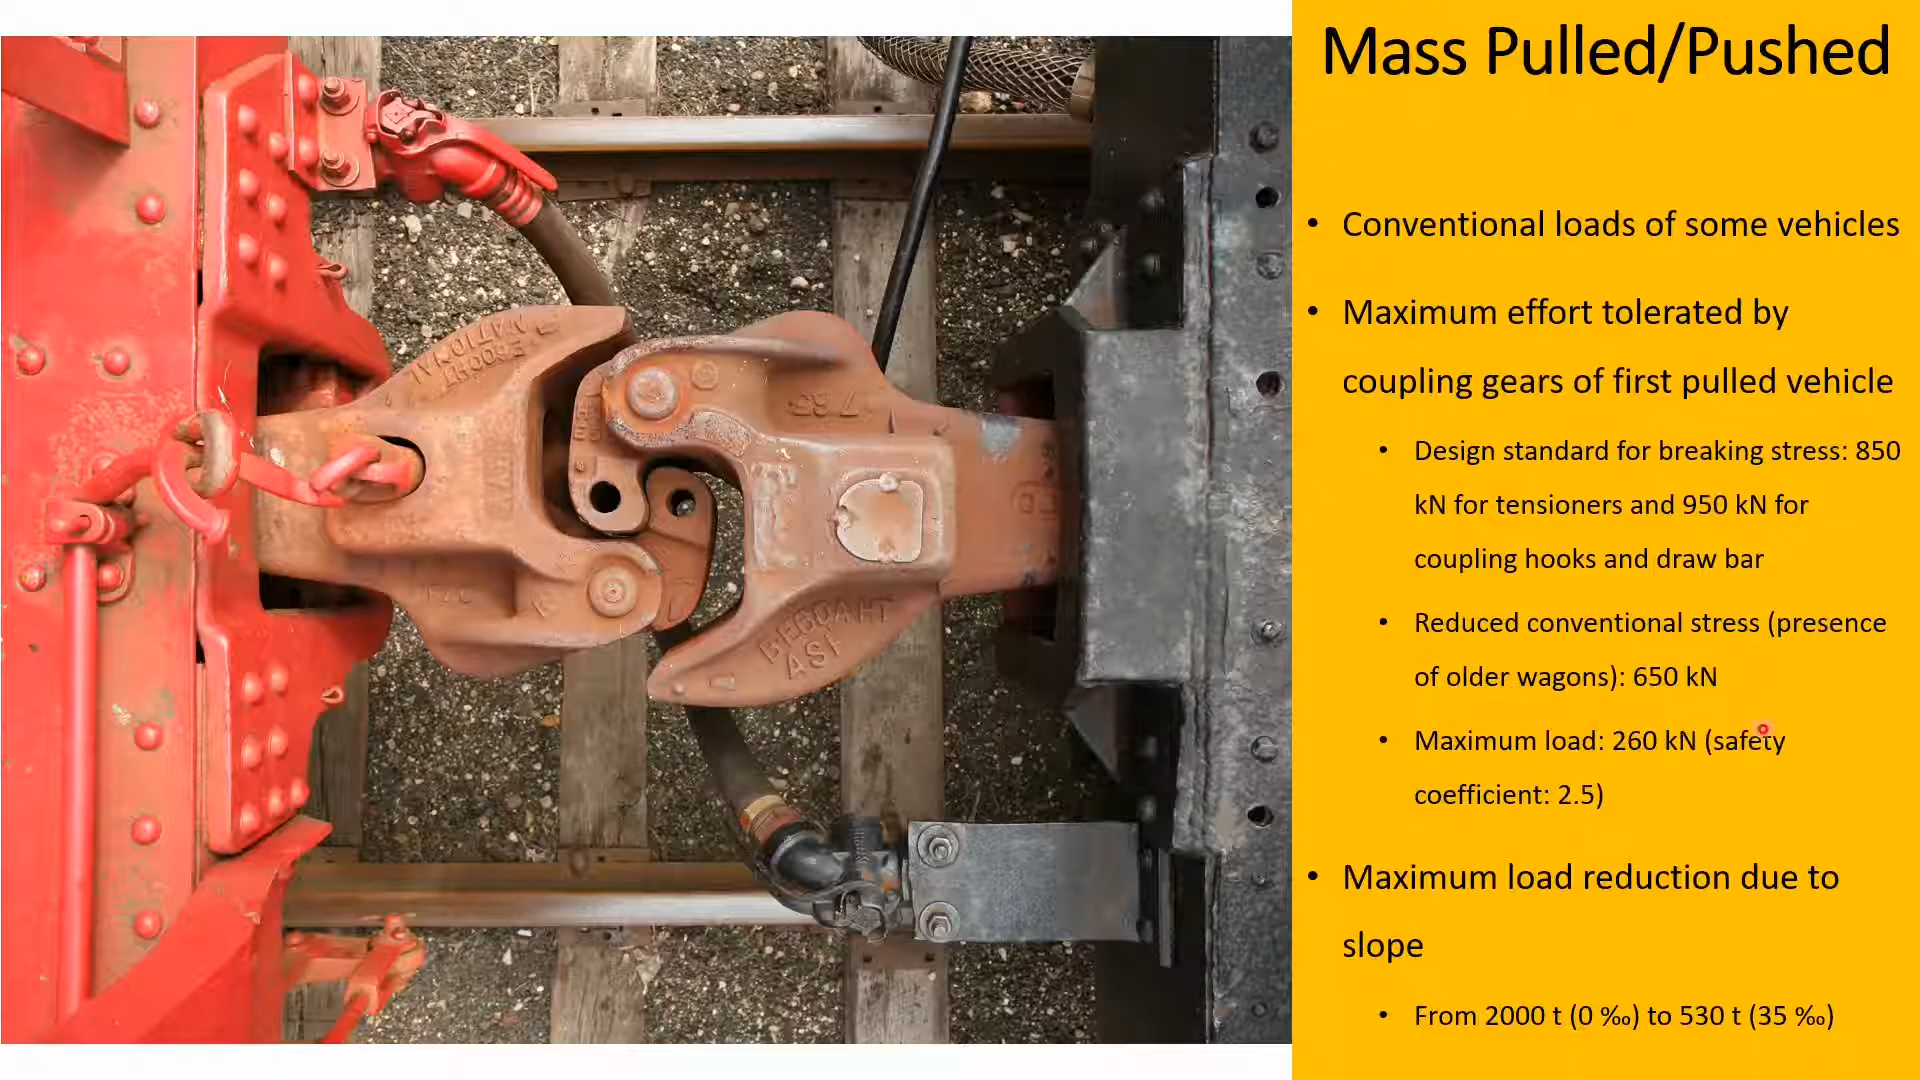 Mass Pulled/Pushed
• Conventional loads of some vehicles
• Maximum effort tolerated by
coupling gears of first pulled vehicle
• Design standard for breaking stress: 850
kN for tensioners and 950 kN for
coupling hooks and draw bar
• Reduced conventional stress (presence
of older wagons): 650 kN
• Maximum load: 260 kN (safety
coefficient: 2.5)
• Maximum load reduction due to
slope
• From 2000 t (0 ‰) to 530 t (35 ‰)
NATIONAL
ASF